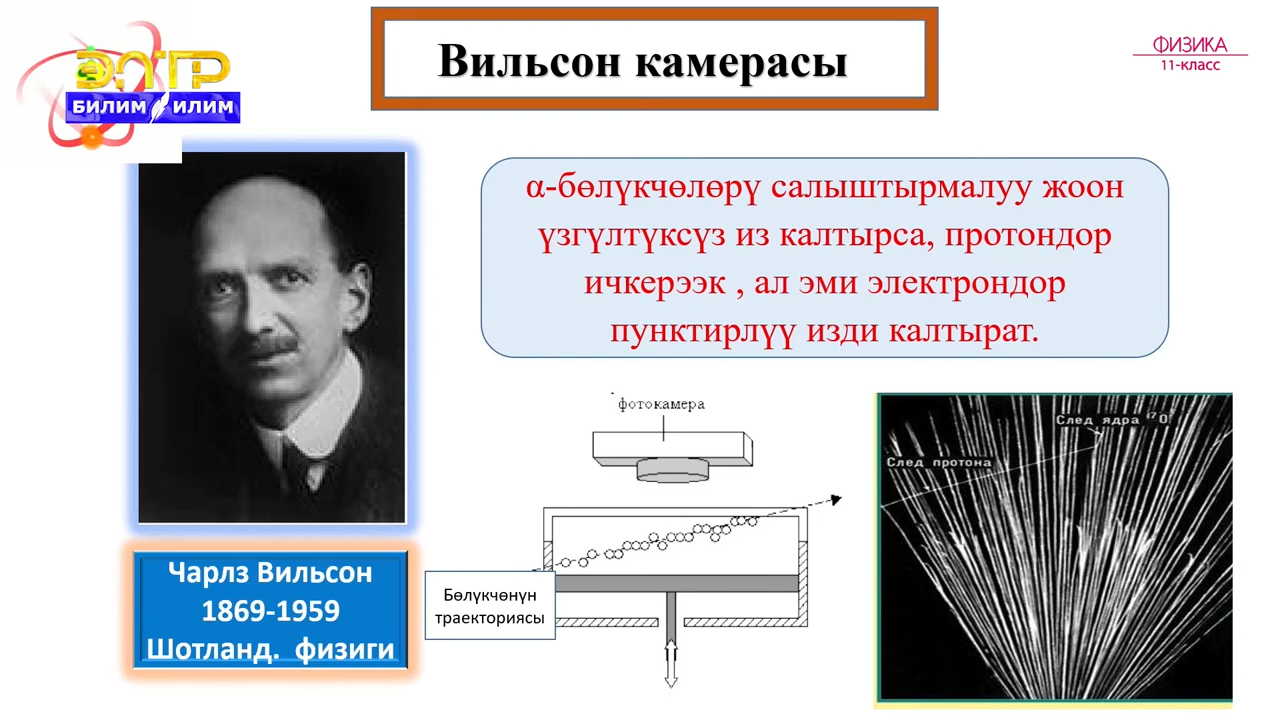 ЭЛТР
БИЛИМ ИЛИМ
Вильсон камерасы
ФИЗИКА
11-класс
α-бөлүкчөлөрү салыштырмалуу жоон
үзгүлтүксүз из калтырса, протондор
ичкерээк , ал эми электрондор
пунктирлүү изди калтырат.
Чарлз Вильсон
1869-1959
Шотланд. физиги
фотокамера
Бөлүкчөнүн
траекториясы
След ядра ¹⁷O
След протона